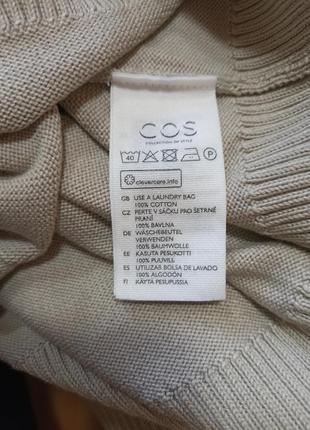 COS
COLLECTION OF STYLE
40 P
clevercare.info
GB USE A LAUNDRY BAG
100% COTTON
CZ PERTE V SÁČKU PRO ŠETRNÉ
PRANÍ
100% BAVLNA
DE WÄSCHEBEUTEL
VERWENDEN
100% BAUMWOLLE
EE KASUTA PESUKOTTI
100% PUUVILL
ES UTILIZAR BOLSA DE LAVADO
100% ALGODÓN
FI KÄYTÄ PESUPUSSIA